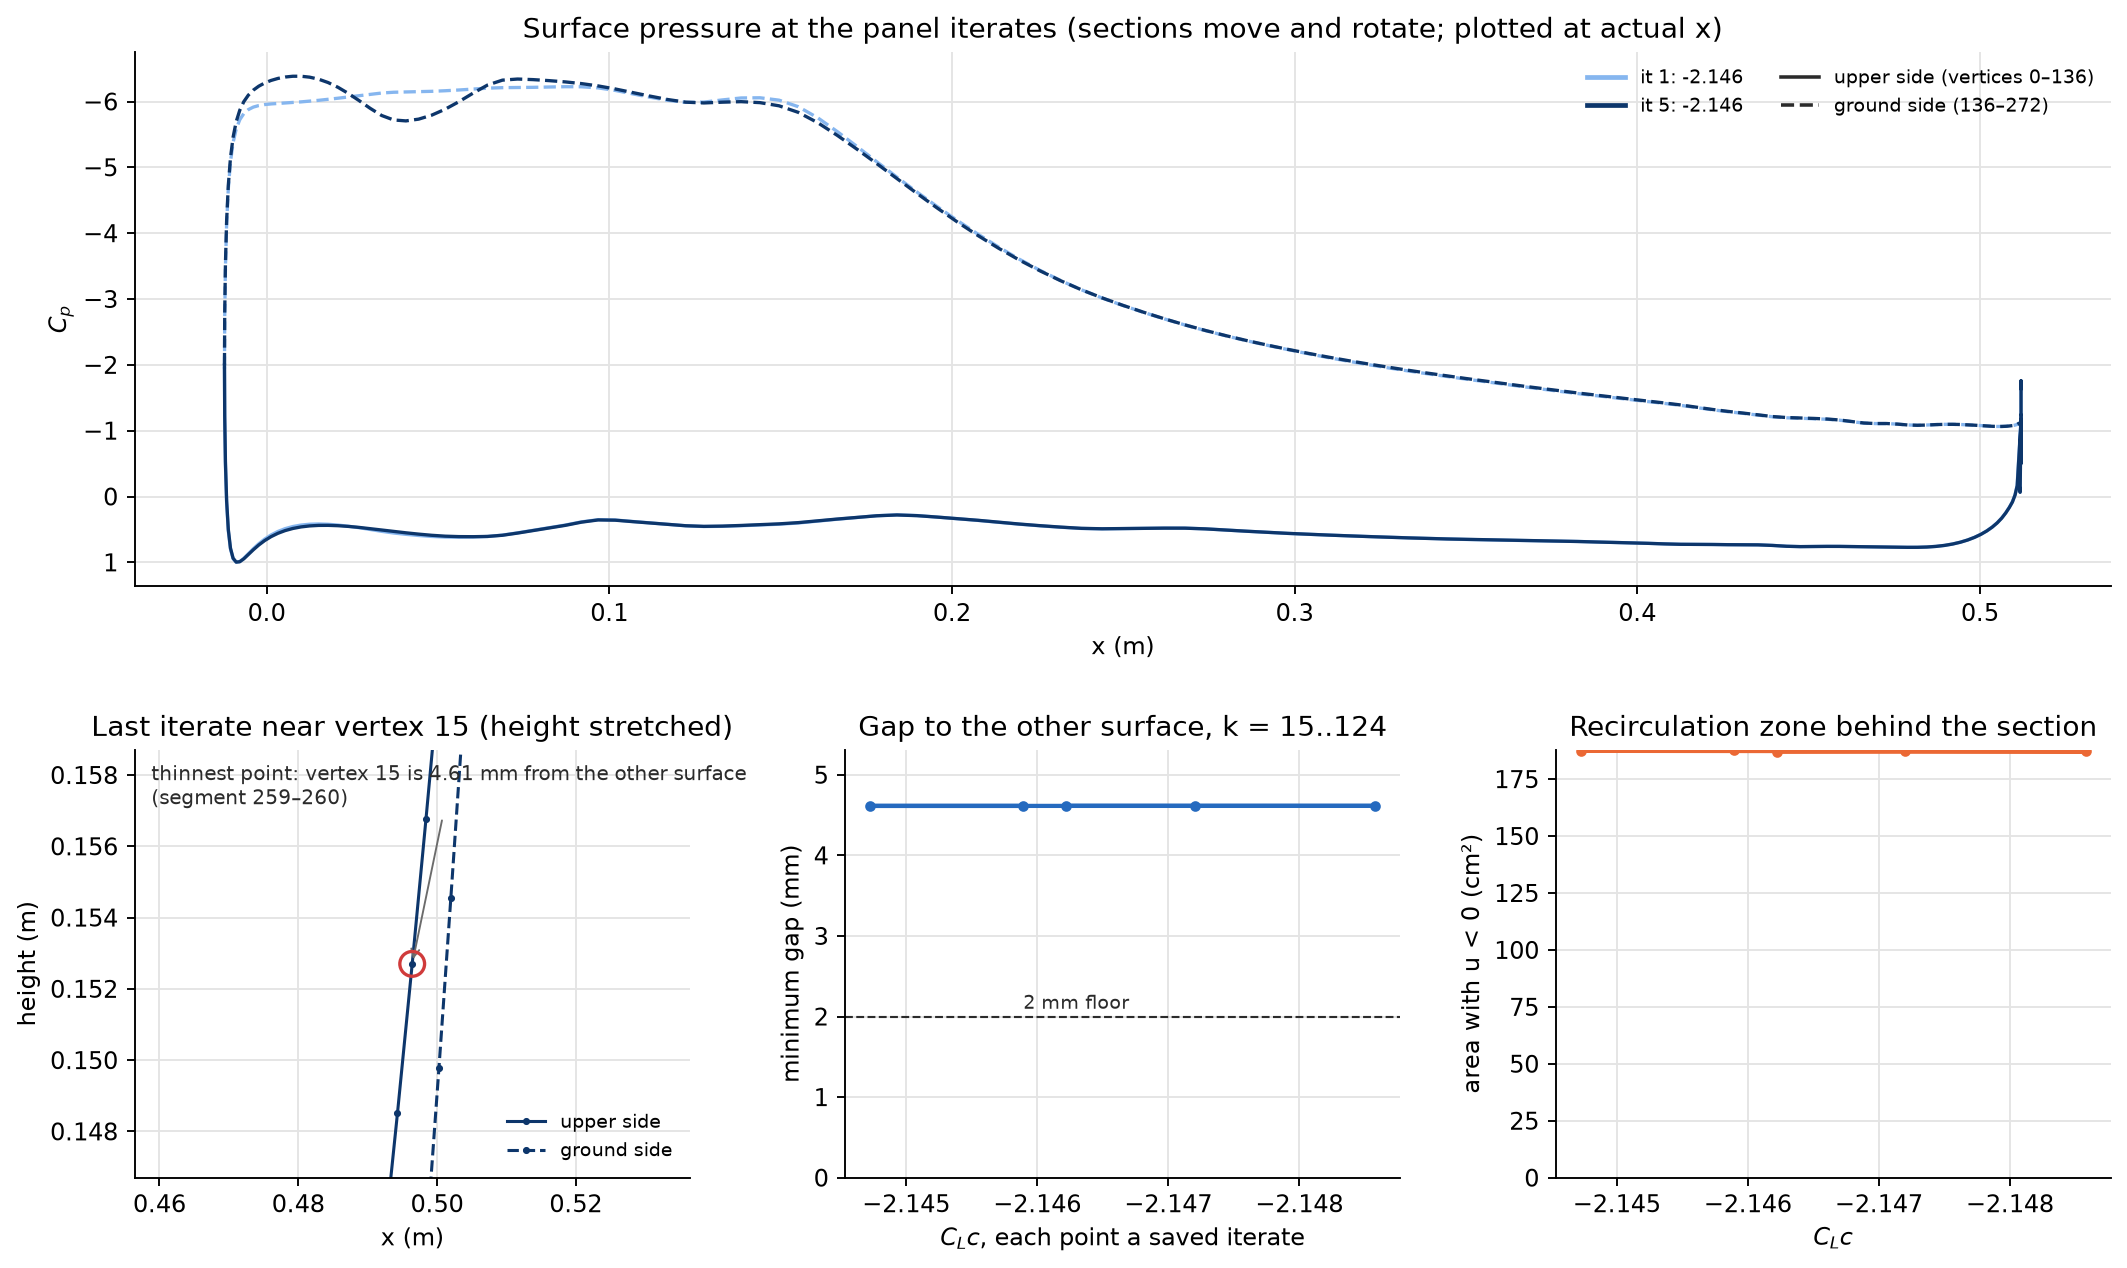 Surface pressure at the panel iterates (sections move and rotate; plotted at actual x)
it 1: -2.146
it 5: -2.146
upper side (vertices 0–136)
ground side (136–272)
−6
−5
−4
−3
−2
−1
0
1
Cp
0.0 0.1 0.2 0.3 0.4 0.5
x (m)
Last iterate near vertex 15 (height stretched)
thinnest point: vertex 15 is 4.61 mm from the other surface
(segment 259–260)
0.158
0.156
0.154
0.152
0.150
0.148
height (m)
upper side
ground side
0.46 0.48 0.50 0.52
x (m)
Gap to the other surface, k = 15..124
5
4
3
2
1
0
minimum gap (mm)
2 mm floor
−2.145 −2.146 −2.147 −2.148
CLc, each point a saved iterate
Recirculation zone behind the section
175
150
125
100
75
50
25
0
area with u < 0 (cm²)
−2.145 −2.146 −2.147 −2.148
CLc